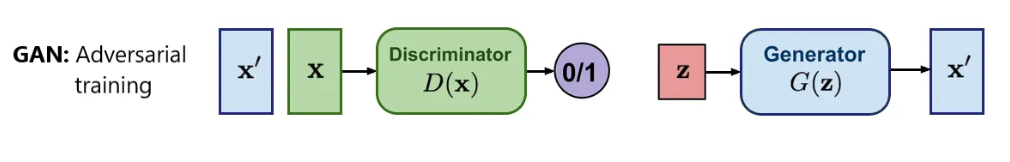 GAN: Adversarial
training
x′
x
Discriminator
D(x)
0/1
z
Generator
G(z)
x′